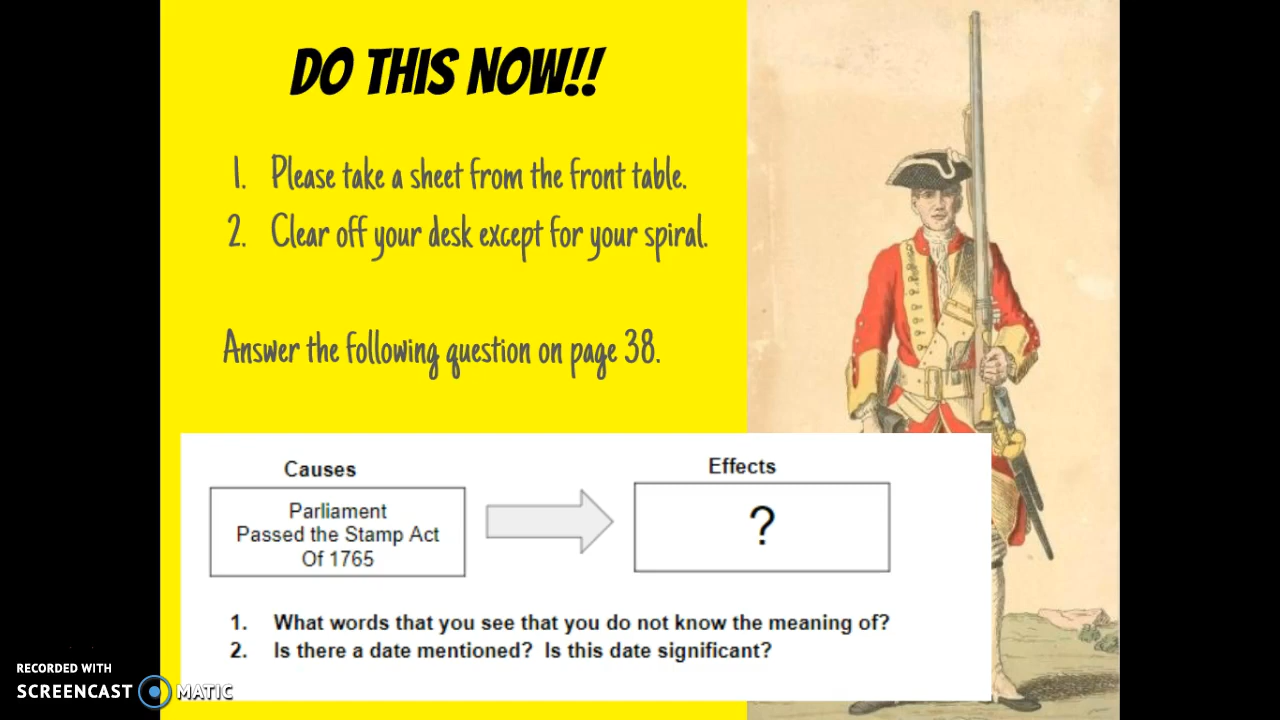 DO THIS NOW!!
1. Please take a sheet from the front table.
2. Clear off your desk except for your spiral.
Answer the following question on page 38.
Causes
Effects
Parliament
Passed the Stamp Act
Of 1765
?
1. What words that you see that you do not know the meaning of?
2. Is there a date mentioned? Is this date significant?
RECORDED WITH
SCREENCAST MATIC